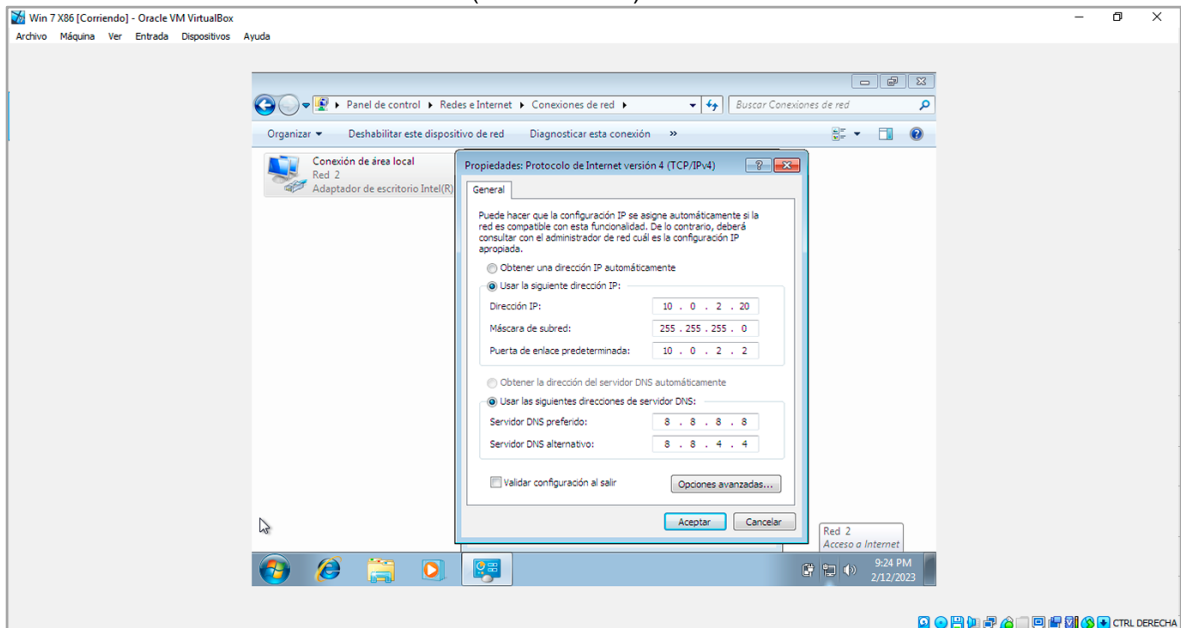 Win 7 X86 [Corriendo] - Oracle VM VirtualBox
Archivo Máquina Ver Entrada Dispositivos Ayuda
Panel de control Redes e Internet Conexiones de red
Buscar Conexiones de red
Organizar Deshabilitar este dispositivo de red Diagnosticar esta conexión »
Conexión de área local
Red 2
Adaptador de escritorio Intel(R)
Propiedades: Protocolo de Internet versión 4 (TCP/IPv4)
General
Puede hacer que la configuración IP se asigne automáticamente si la
red es compatible con esta funcionalidad. De lo contrario, deberá
consultar con el administrador de red cuál es la configuración IP
apropiada.
Obtener una dirección IP automáticamente
Usar la siguiente dirección IP:
Dirección IP: 10 . 0 . 2 . 20
Máscara de subred: 255 . 255 . 255 . 0
Puerta de enlace predeterminada: 10 . 0 . 2 . 2
Obtener la dirección del servidor DNS automáticamente
Usar las siguientes direcciones de servidor DNS:
Servidor DNS preferido: 8 . 8 . 8 . 8
Servidor DNS alternativo: 8 . 8 . 4 . 4
Validar configuración al salir
Opciones avanzadas...
Aceptar Cancelar
Red 2
Acceso a Internet
9:24 PM
2/12/2023
CTRL DERECHA